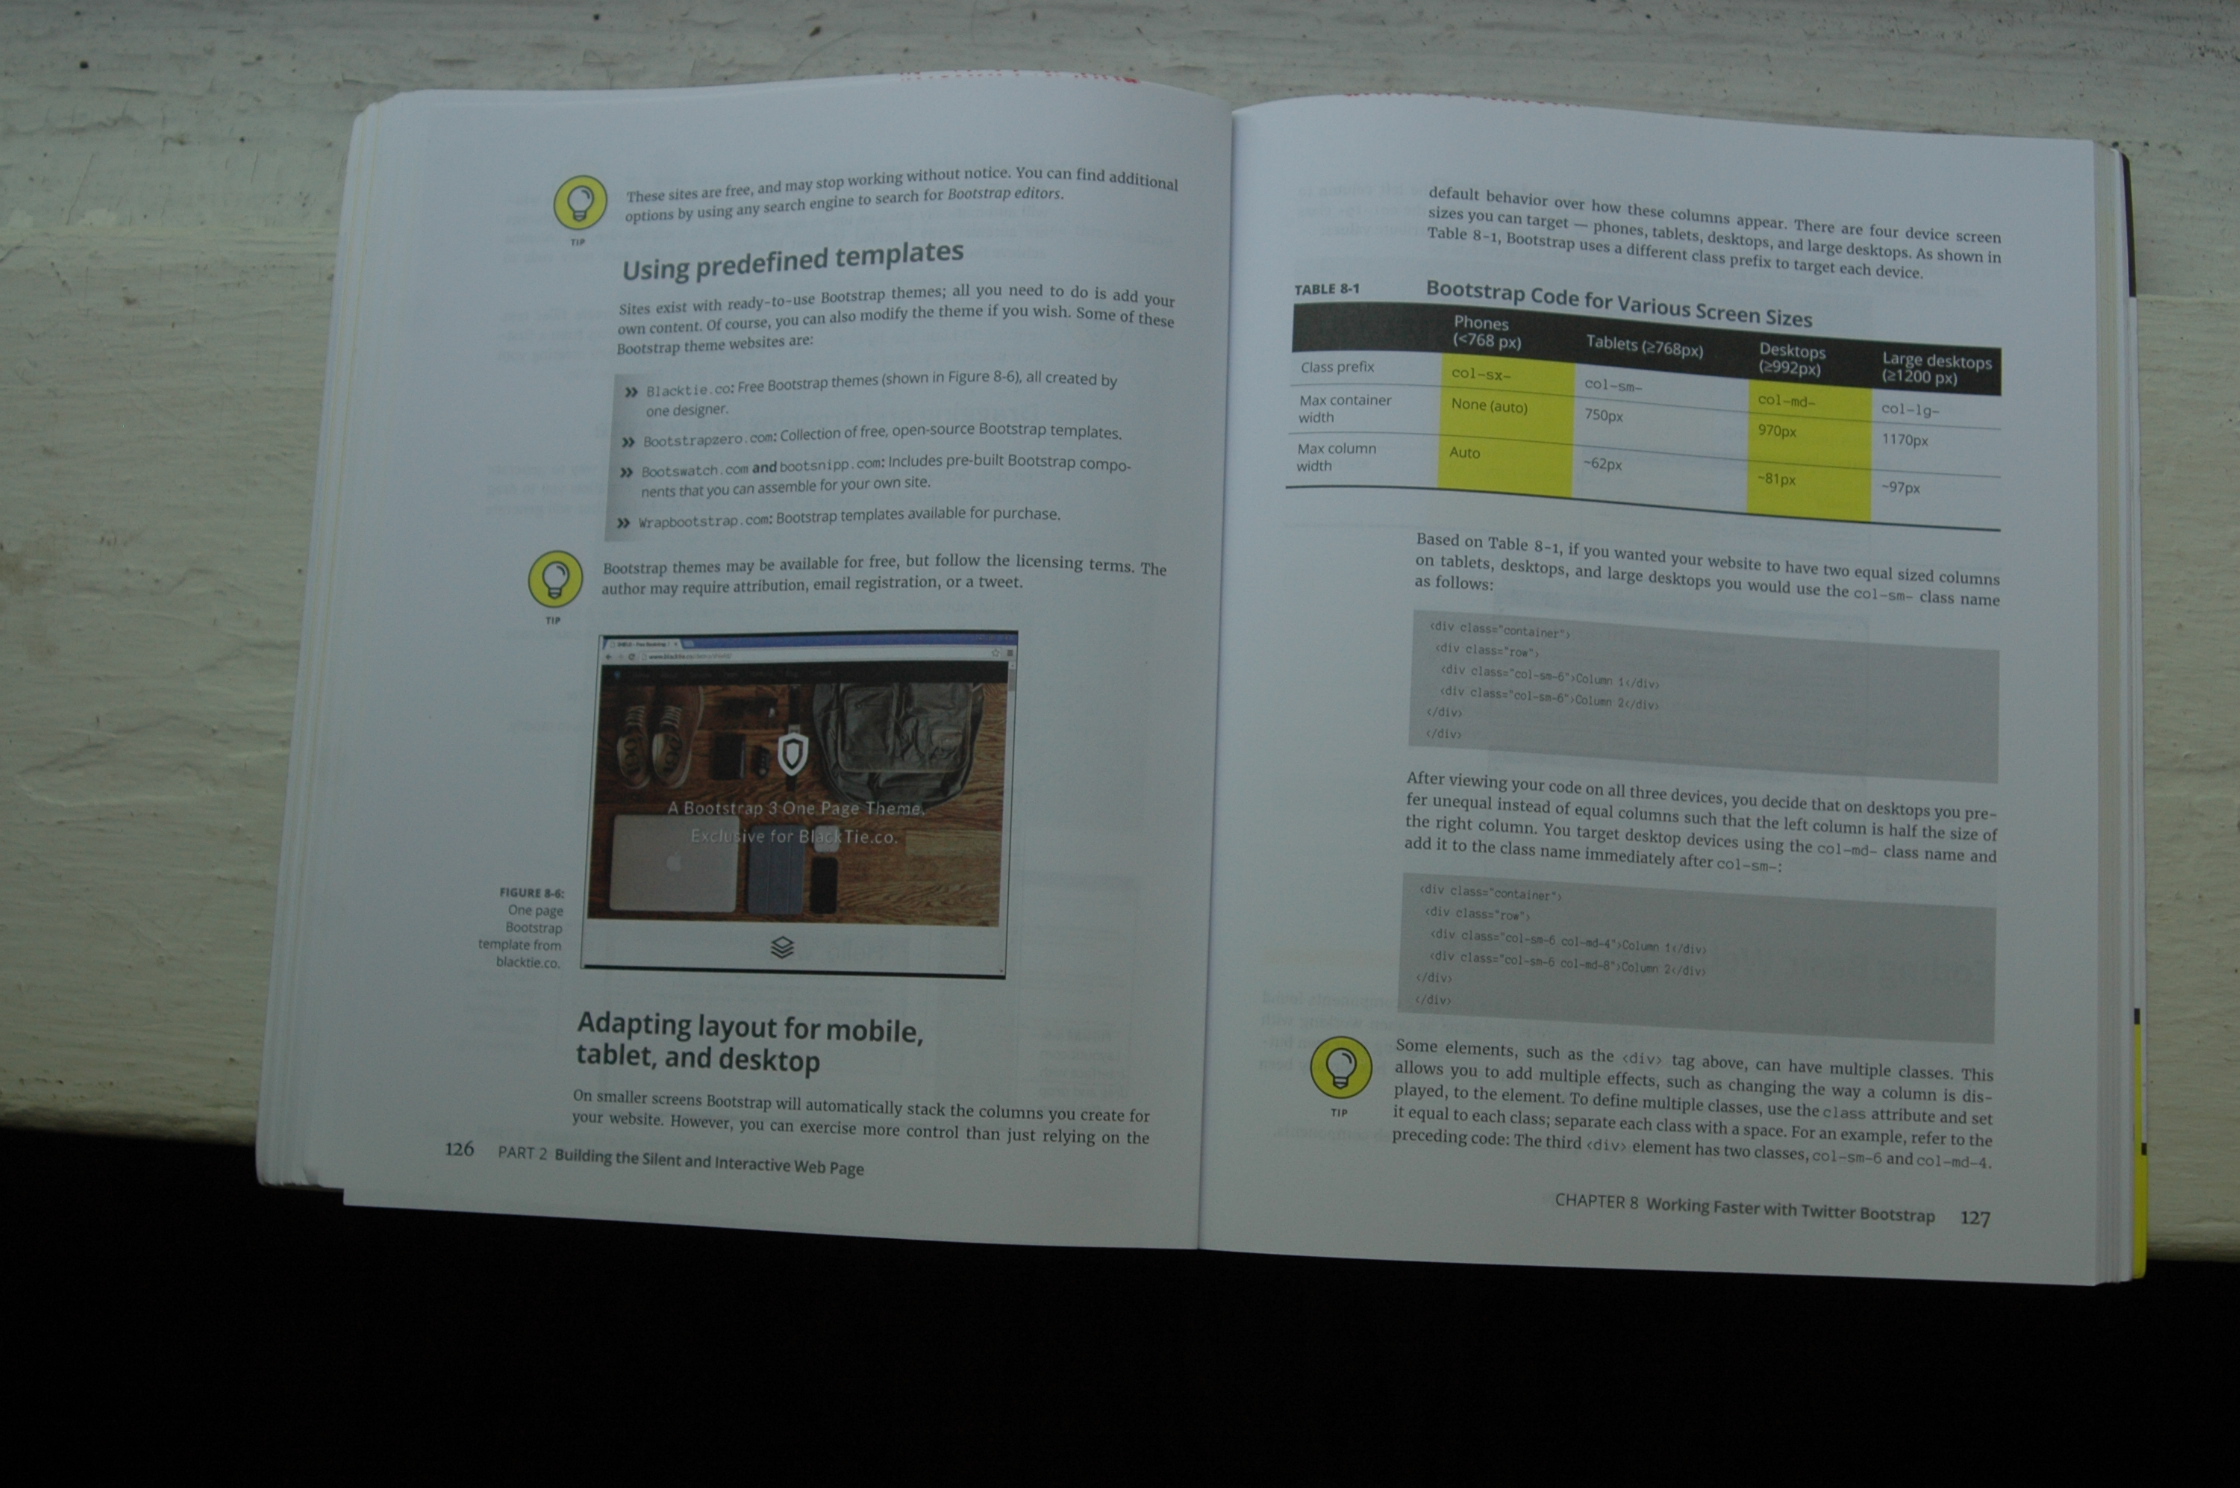 These sites are free, and may stop working without notice. You can find additional
options by using any search engine to search for Bootstrap editors.
TIP
Using predefined templates
Sites exist with ready-to-use Bootstrap themes; all you need to do is add your
own content. Of course, you can also modify the theme if you wish. Some of these
Bootstrap theme websites are:
» Blacktie.co: Free Bootstrap themes (shown in Figure 8-6), all created by
one designer.
» Bootstrapzero.com: Collection of free, open-source Bootstrap templates.
» Bootswatch.com and bootsnipp.com: Includes pre-built Bootstrap compo-
nents that you can assemble for your own site.
» Wrapbootstrap.com: Bootstrap templates available for purchase.
Bootstrap themes may be available for free, but follow the licensing terms. The
author may require attribution, email registration, or a tweet.
TIP
A Bootstrap 3 One Page Theme,
Exclusive for BlackTie.co.
FIGURE 8-6:
One page
Bootstrap
template from
blacktie.co.
Adapting layout for mobile,
tablet, and desktop
On smaller screens Bootstrap will automatically stack the columns you create for
your website. However, you can exercise more control than just relying on the
126 PART 2 Building the Silent and Interactive Web Page
default behavior over how these columns appear. There are four device screen
sizes you can target — phones, tablets, desktops, and large desktops. As shown in
Table 8-1, Bootstrap uses a different class prefix to target each device.
TABLE 8-1 Bootstrap Code for Various Screen Sizes
Phones (<768 px) Tablets (≥768px) Desktops (≥992px) Large desktops (≥1200 px)
Class prefix col-sx- col-sm- col-md- col-lg-
Max container width None (auto) 750px 970px 1170px
Max column width Auto ~62px ~81px ~97px
Based on Table 8-1, if you wanted your website to have two equal sized columns
on tablets, desktops, and large desktops you would use the col-sm- class name
as follows:
<div class="container">
<div class="row">
<div class="col-sm-6">Column 1</div>
<div class="col-sm-6">Column 2</div>
</div>
</div>
After viewing your code on all three devices, you decide that on desktops you pre-
fer unequal instead of equal columns such that the left column is half the size of
the right column. You target desktop devices using the col-md- class name and
add it to the class name immediately after col-sm-:
<div class="container">
<div class="row">
<div class="col-sm-6 col-md-4">Column 1</div>
<div class="col-sm-6 col-md-8">Column 2</div>
</div>
</div>
Some elements, such as the <div> tag above, can have multiple classes. This
allows you to add multiple effects, such as changing the way a column is dis-
played, to the element. To define multiple classes, use the class attribute and set
it equal to each class; separate each class with a space. For an example, refer to the
preceding code: The third <div> element has two classes, col-sm-6 and col-md-4.
TIP
CHAPTER 8 Working Faster with Twitter Bootstrap 127